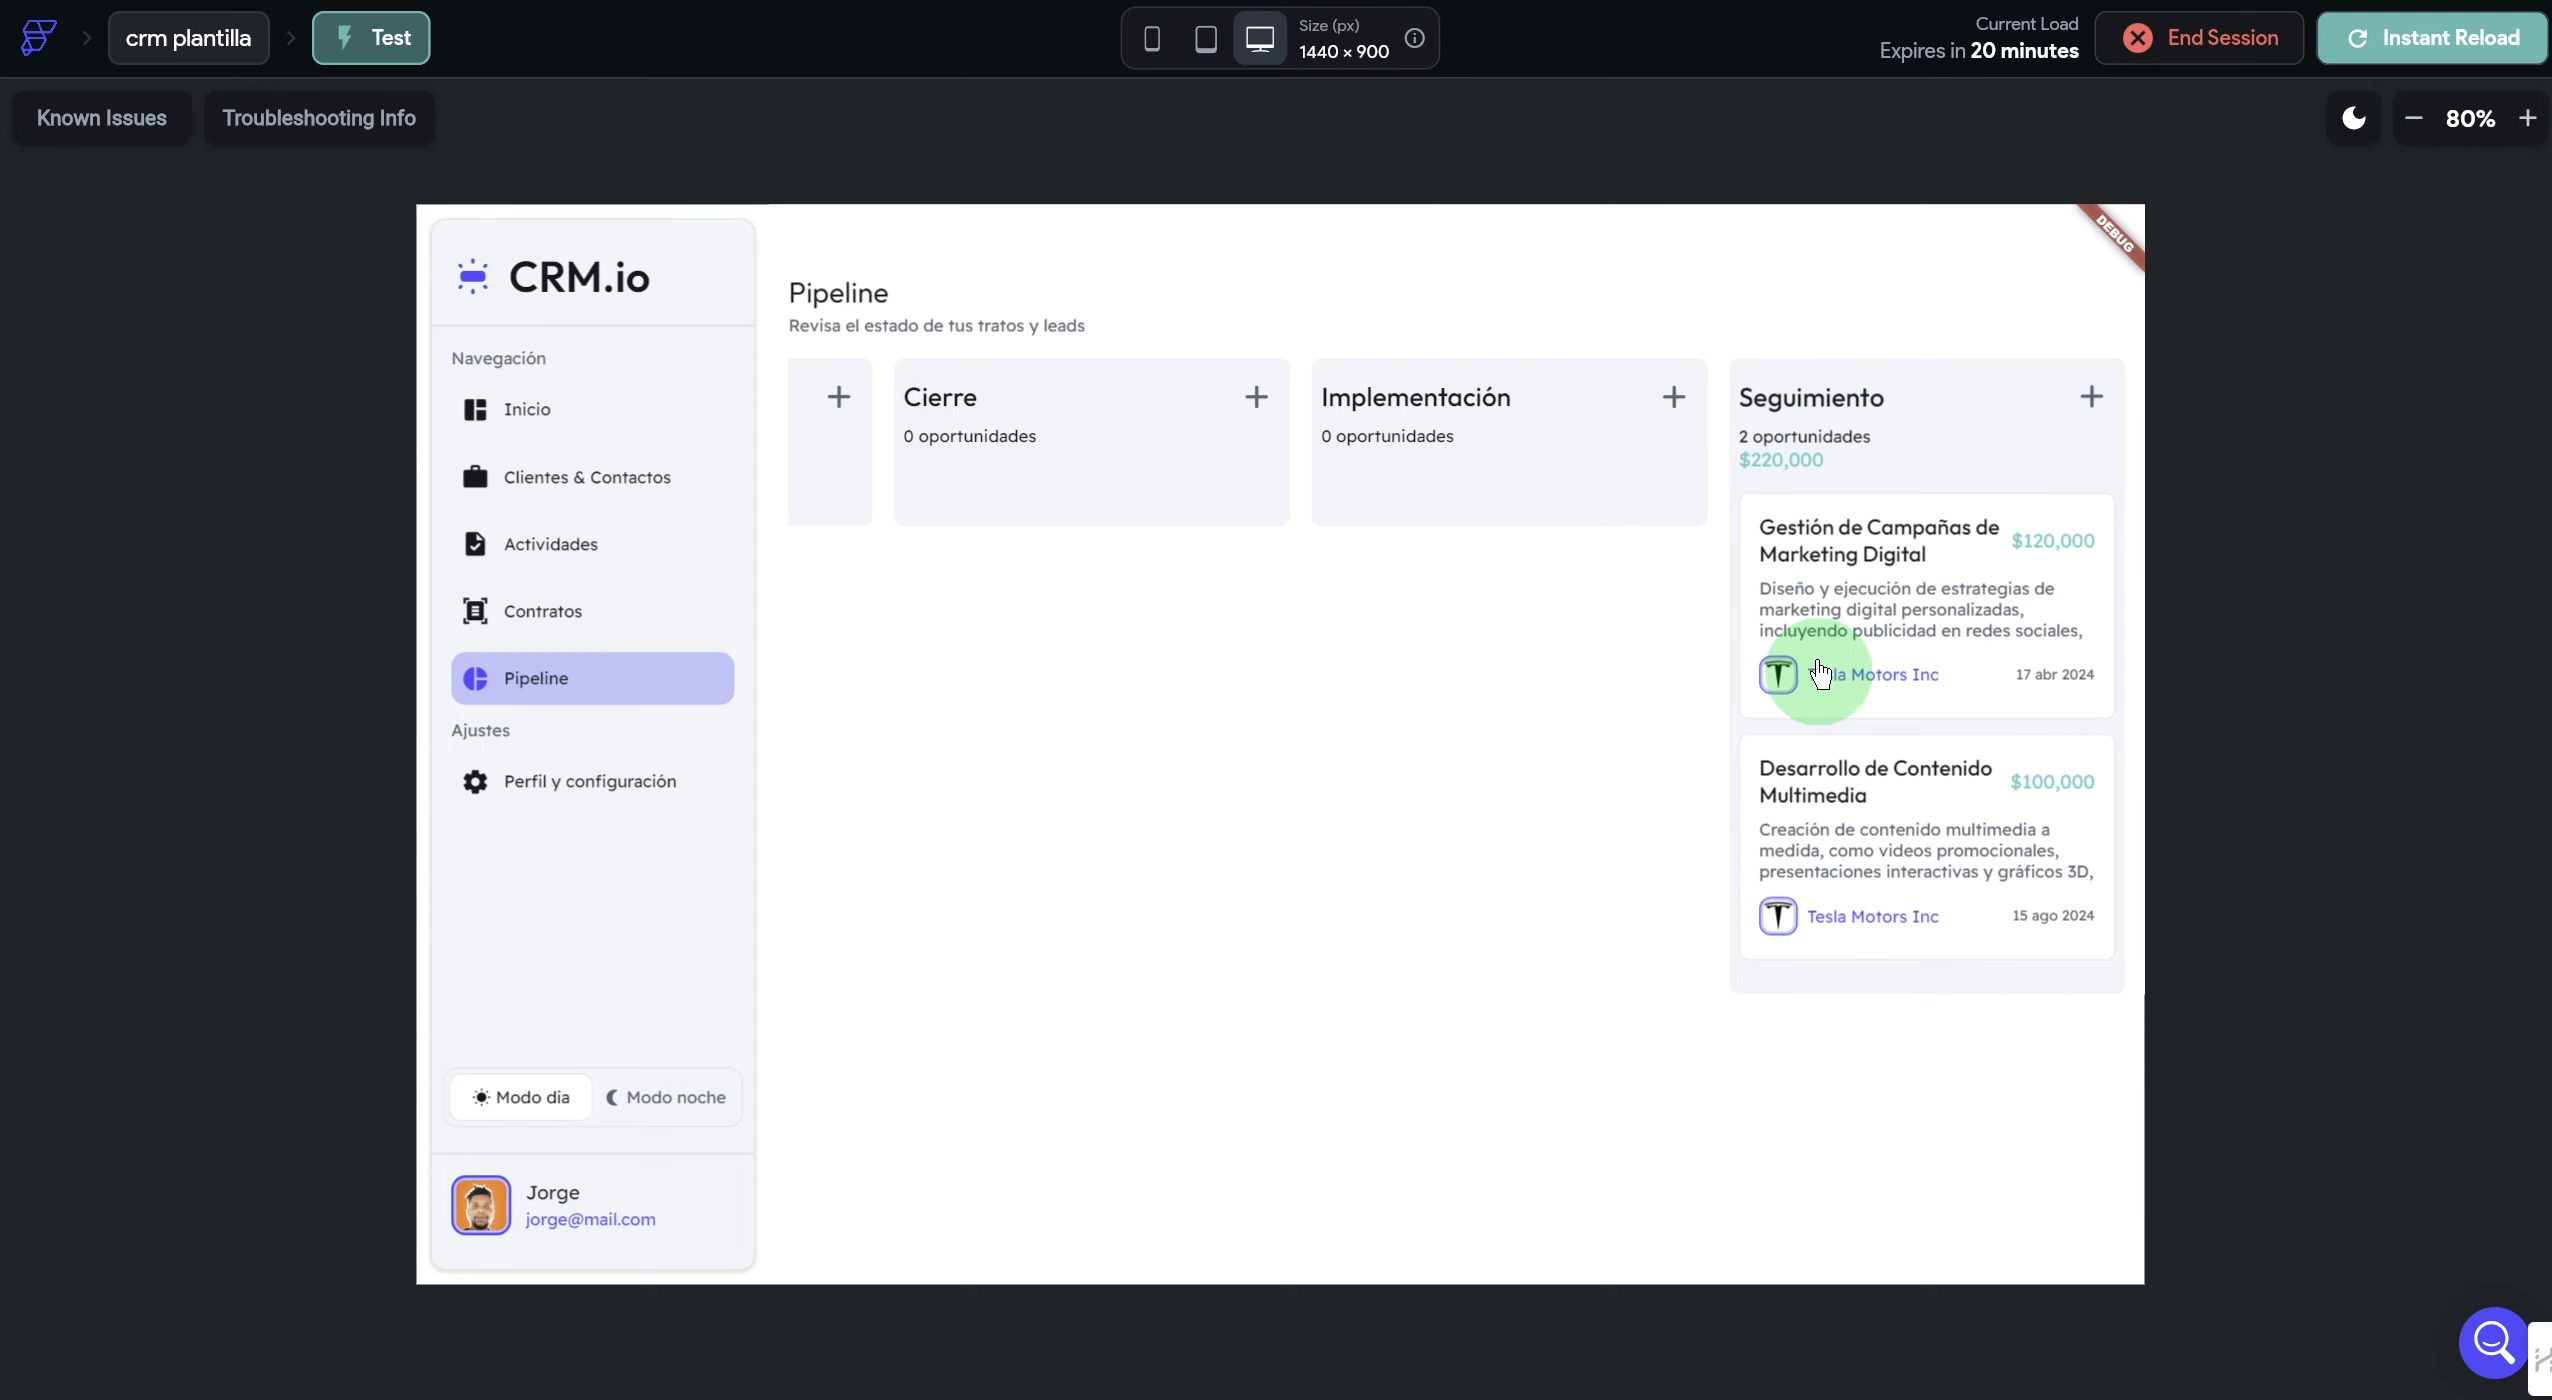 crm plantilla
Test
Size (px)
1440 × 900
Current Load
Expires in 20 minutes
End Session
Instant Reload
Known Issues
Troubleshooting Info
80%
DEBUG
CRM.io
Navegación
Inicio
Clientes & Contactos
Actividades
Contratos
Pipeline
Ajustes
Perfil y configuración
Modo día
Modo noche
Jorge
jorge@mail.com
Pipeline
Revisa el estado de tus tratos y leads
Cierre
0 oportunidades
Implementación
0 oportunidades
Seguimiento
2 oportunidades
$220,000
Gestión de Campañas de
Marketing Digital
$120,000
Diseño y ejecución de estrategias de
marketing digital personalizadas,
incluyendo publicidad en redes sociales,
Tesla Motors Inc
17 abr 2024
Desarrollo de Contenido
Multimedia
$100,000
Creación de contenido multimedia a
medida, como videos promocionales,
presentaciones interactivas y gráficos 3D,
Tesla Motors Inc
15 ago 2024